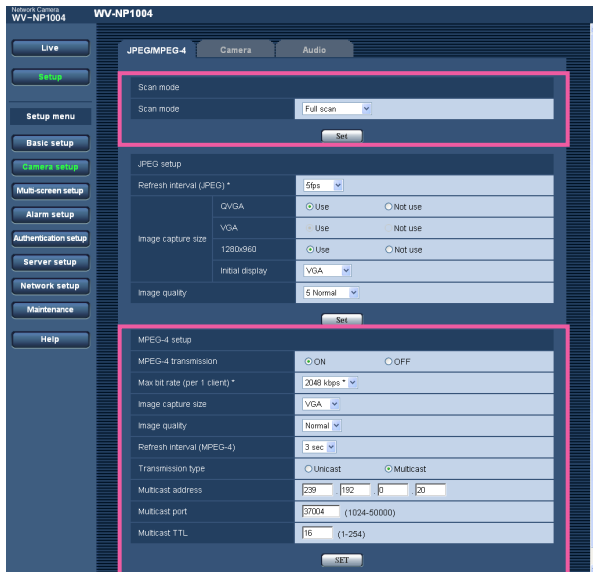 Network Camera
WV-NP1004
WV-NP1004
Live
Setup
Setup menu
Basic setup
Camera setup
Multi-screen setup
Alarm setup
Authentication setup
Server setup
Network setup
Maintenance
Help
JPEG/MPEG-4 Camera Audio
Scan mode
Scan mode Full scan
Set
JPEG setup
Refresh interval (JPEG) * 5fps
Image capture size
QVGA Use Not use
VGA Use Not use
1280x960 Use Not use
Initial display VGA
Image quality 5 Normal
Set
MPEG-4 setup
MPEG-4 transmission ON OFF
Max bit rate (per 1 client) * 2048 kbps *
Image capture size VGA
Image quality Normal
Refresh interval (MPEG-4) 3 sec
Transmission type Unicast Multicast
Multicast address 239 . 192 . 0 . 20
Multicast port 37004 (1024-50000)
Multicast TTL 16 (1-254)
SET